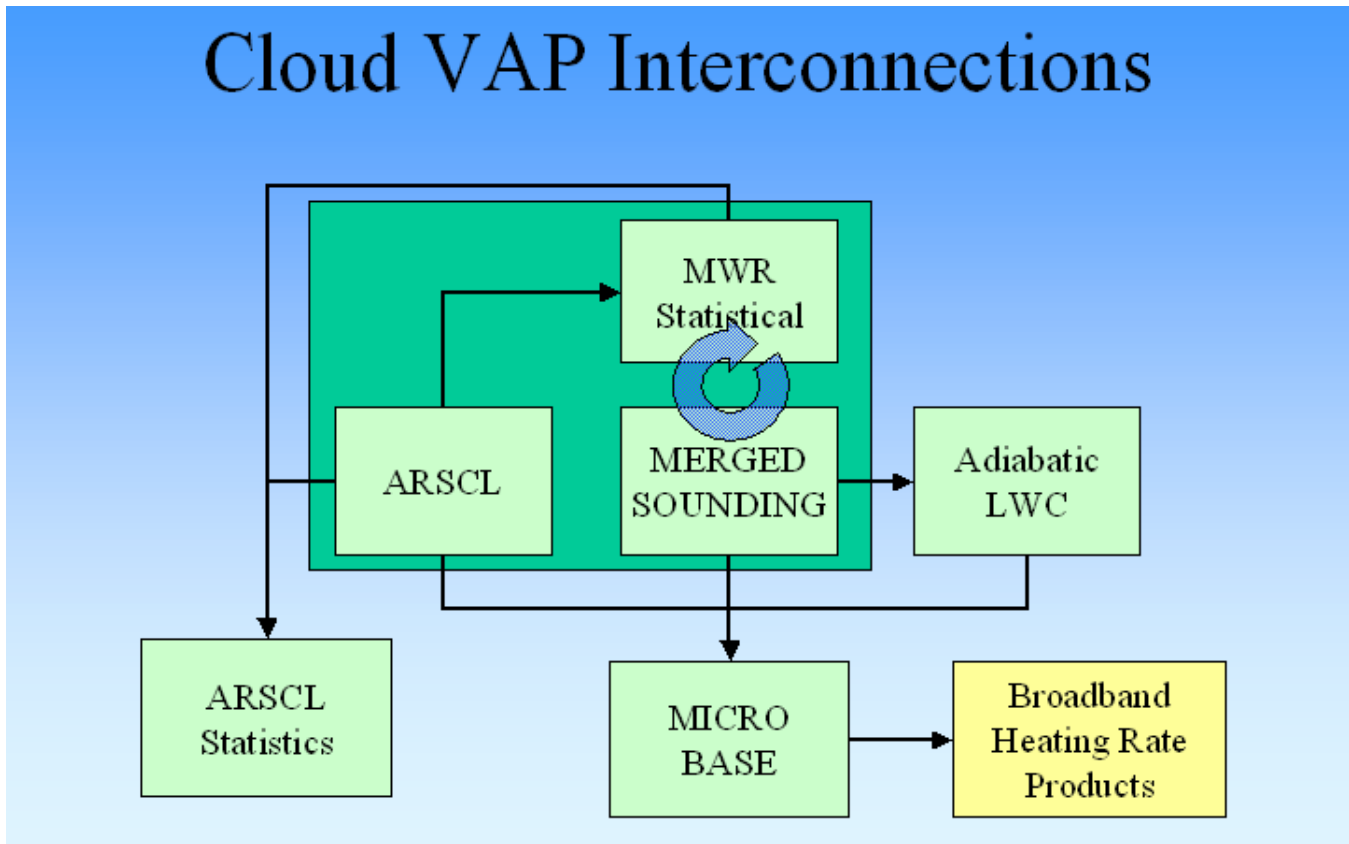 Cloud VAP Interconnections
MWR
Statistical
ARSCL
MERGED
SOUNDING
Adiabatic
LWC
ARSCL
Statistics
MICRO
BASE
Broadband
Heating Rate
Products